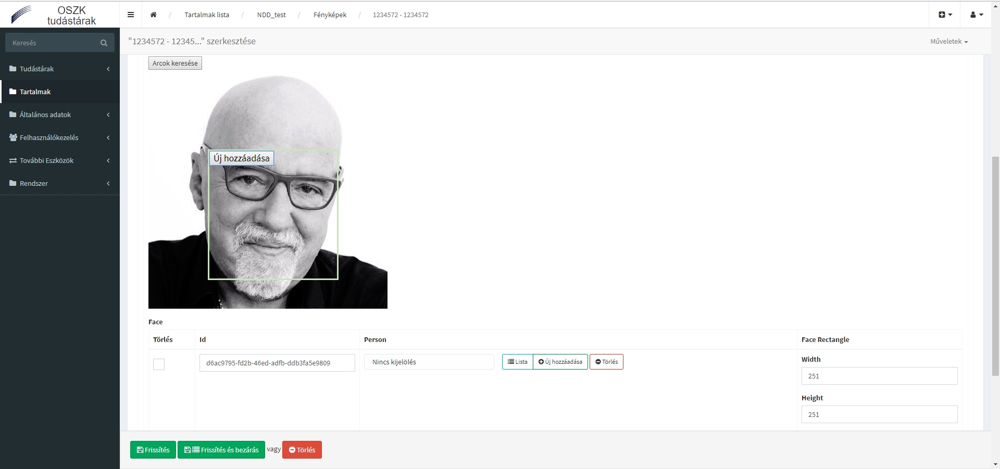 OSZK
tudástárak
Tartalmak lista / NDD_test / Fényképek / 1234572 - 1234572
Keresés
"1234572 - 12345..." szerkesztése
Műveletek
Tudástárak
Tartalmak
Általános adatok
Felhasználókezelés
További Eszközök
Rendszer
Arcok keresése
Új hozzáadása
Face
Törlés Id Person Face Rectangle
d6ac9795-fd2b-46ed-adfb-ddb3fa5e9809 Nincs kijelölés Lista Új hozzáadása Törlés
Width
251
Height
251
Frissítés Frissítés és bezárás vagy Törlés